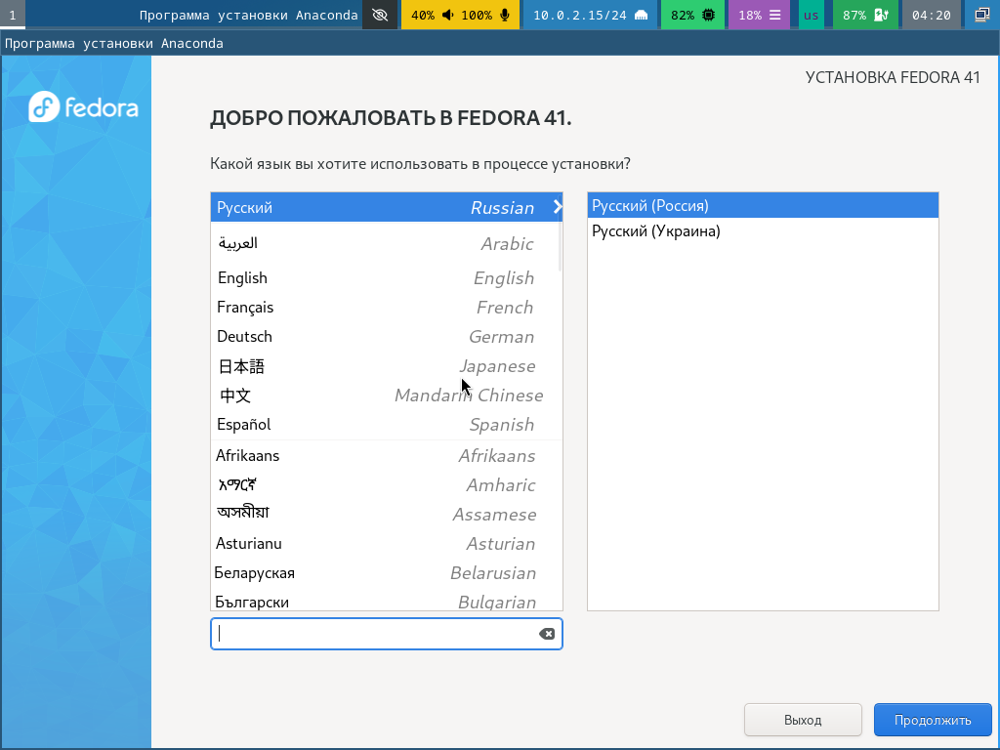 1 Программа установки Anaconda 40% 100% 10.0.2.15/24 82% 18% us 87% 04:20
Программа установки Anaconda
fedora
УСТАНОВКА FEDORA 41
ДОБРО ПОЖАЛОВАТЬ В FEDORA 41.
Какой язык вы хотите использовать в процессе установки?
Русский Russian
العربية Arabic
English English
Français French
Deutsch German
日本語 Japanese
中文 Mandarin Chinese
Español Spanish
Afrikaans Afrikaans
አማርኛ Amharic
অসমীয়া Assamese
Asturianu Asturian
Беларуская Belarusian
Български Bulgarian
Русский (Россия)
Русский (Украина)
Выход
Продолжить